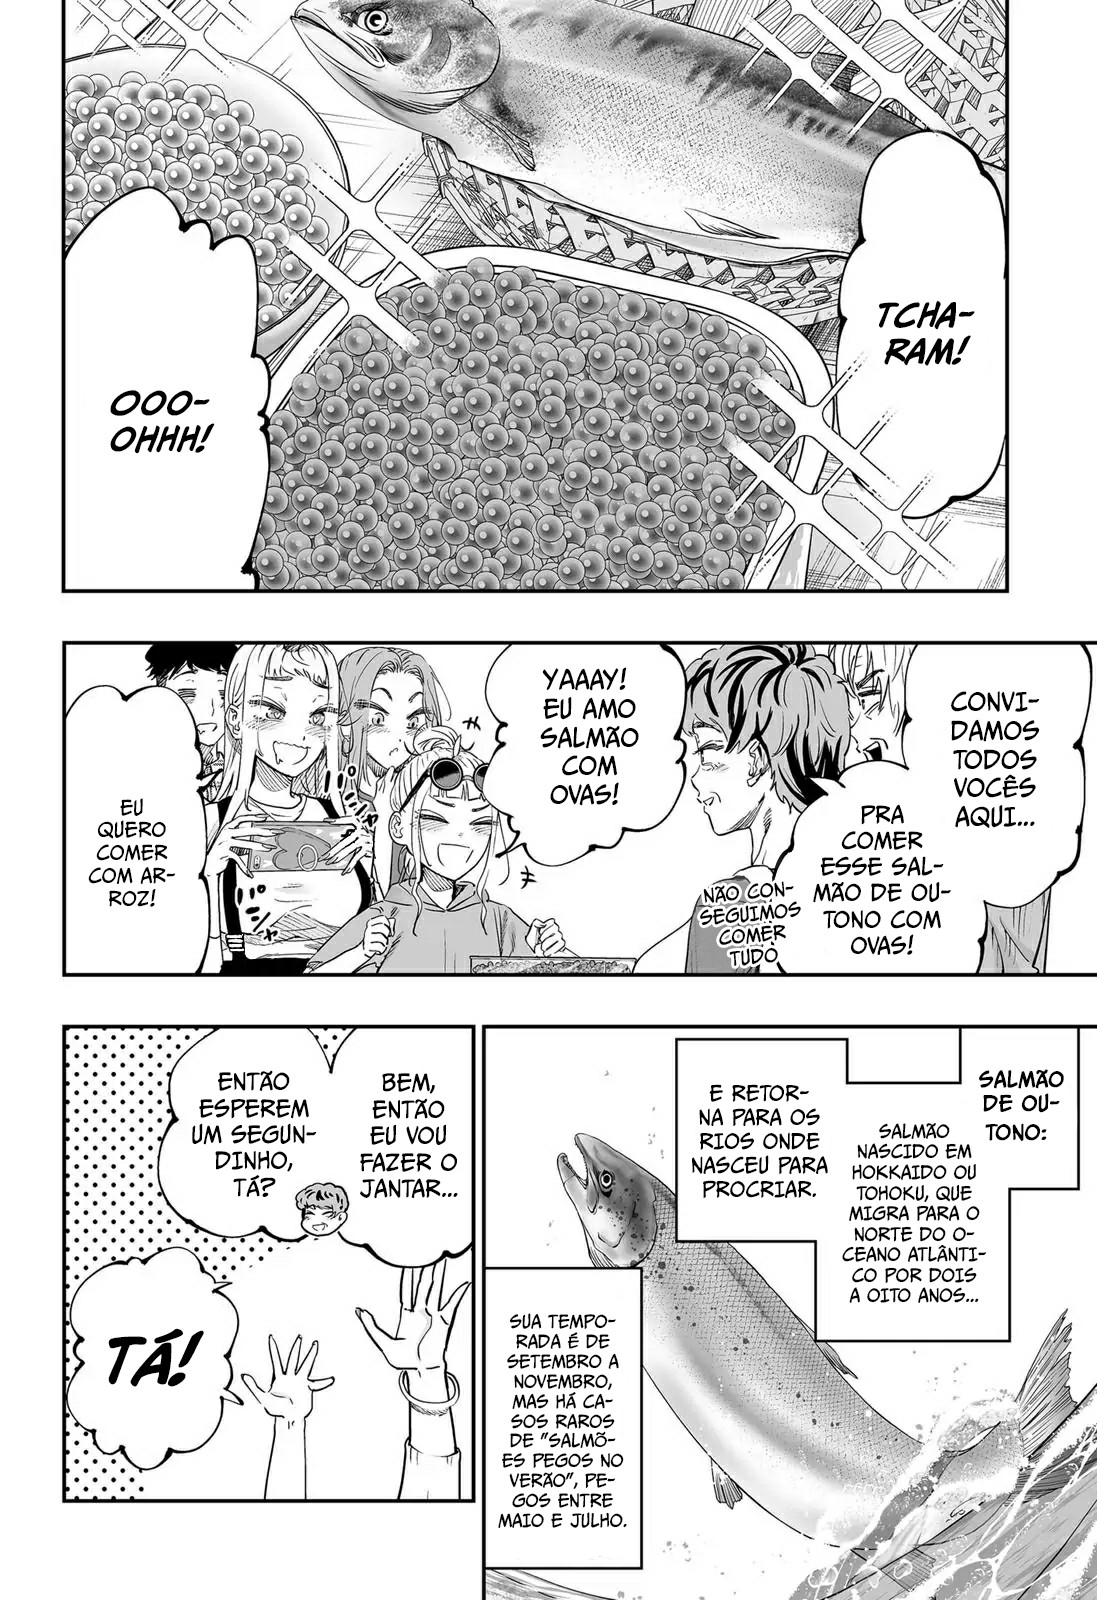 TCHA-
RAM!
OOO-
OHHH!
CONVI-
DAMOS
TODOS
VOCÊS
AQUI...
PRA
COMER
ESSE SAL-
MÃO DE OU-
TONO COM
OVAS!
NÃO CON-
SEGUIMOS
COMER
TUDO
YAAAY!
EU AMO
SALMÃO
COM
OVAS!
EU
QUERO
COMER
COM AR-
ROZ!
SALMÃO
DE OU-
TONO:
SALMÃO
NASCIDO EM
HOKKAIDO OU
TOHOKU, QUE
MIGRA PARA O
NORTE DO O-
CEANO ATLÂNTI-
CO POR DOIS
A OITO ANOS...
E RETOR-
NA PARA OS
RIOS ONDE
NASCEU PARA
PROCRIAR.
SUA TEMPO-
RADA É DE
SETEMBRO A
NOVEMBRO,
MAS HÁ CA-
SOS RAROS
DE "SALMÕ-
ES PEGOS NO
VERÃO", PE-
GOS ENTRE
MAIO E JULHO.
BEM,
ENTÃO
EU VOU
FAZER O
JANTAR...
ENTÃO
ESPEREM
UM SEGUN-
DINHO,
TÁ?
TÁ!